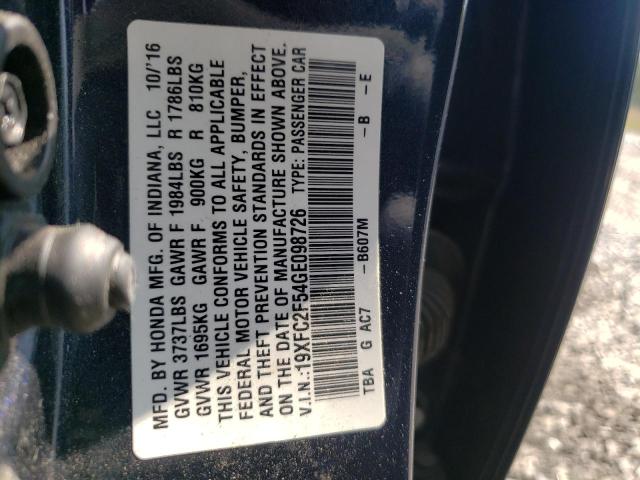 MFD. BY HONDA MFG. OF INDIANA, LLC 10/'16
GVWR 3737LBS GAWR F 1984LBS R 1786LBS
GVWR 1695KG GAWR F 900KG R 810KG
THIS VEHICLE CONFORMS TO ALL APPLICABLE
FEDERAL MOTOR VEHICLE SAFETY, BUMPER,
AND THEFT PREVENTION STANDARDS IN EFFECT
ON THE DATE OF MANUFACTURE SHOWN ABOVE.
V.I.N.:19XFC2F54GE098726 TYPE: PASSENGER CAR
TBA G AC7 -B607M -B -E